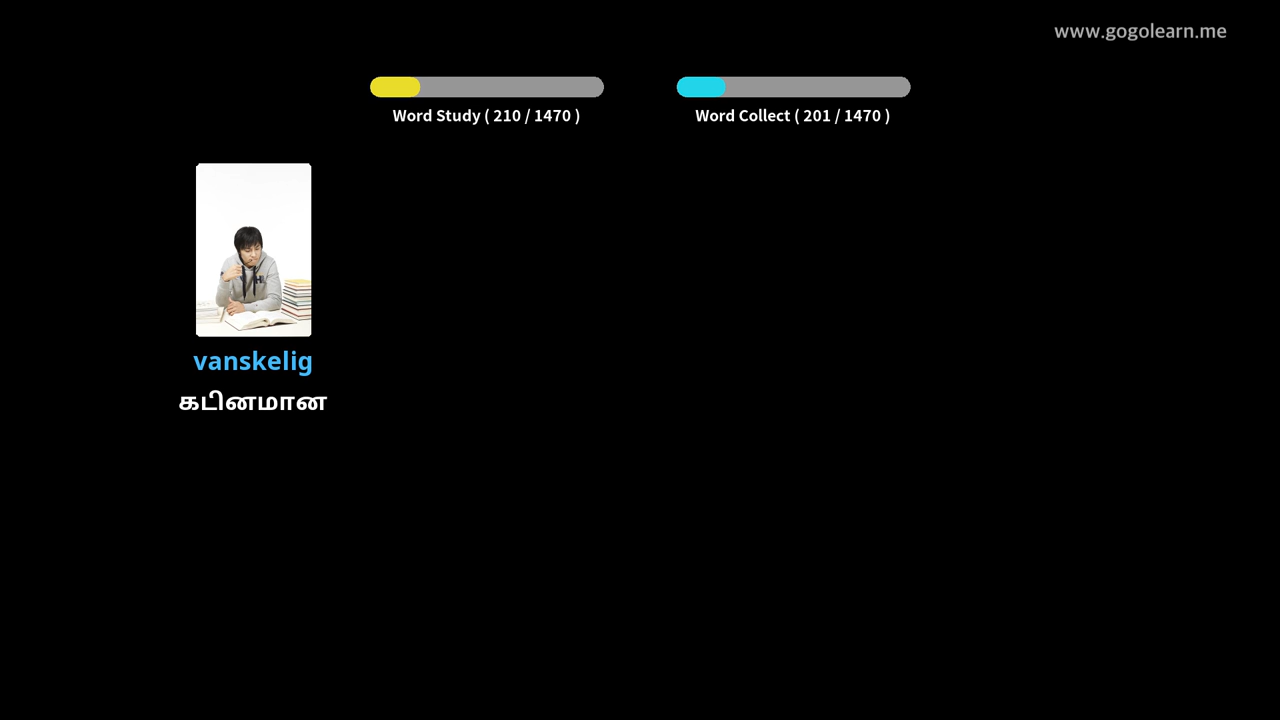 www.gogolearn.me
Word Study ( 210 / 1470 )
Word Collect ( 201 / 1470 )
vanskelig
கடினமான